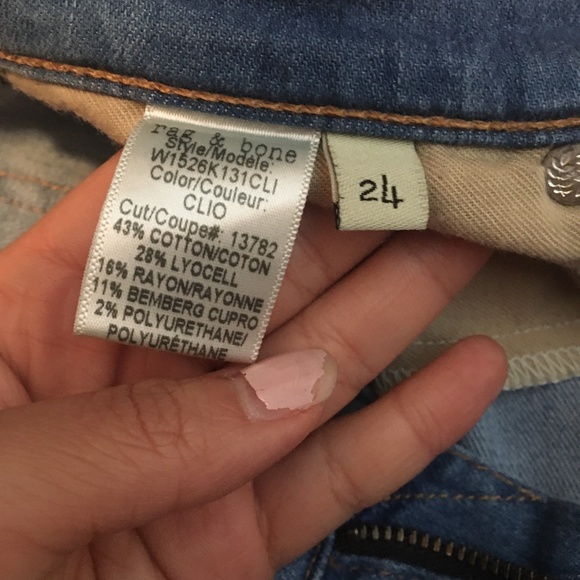 rag & bone
Style/Modèle:
W1526K131CLI
Color/Couleur:
CLIO
Cut/Coupe#: 13782
43% COTTON/COTON
28% LYOCELL
16% RAYON/RAYONNE
11% BEMBERG CUPRO
2% POLYURETHANE/
POLYURÉTHANE
24